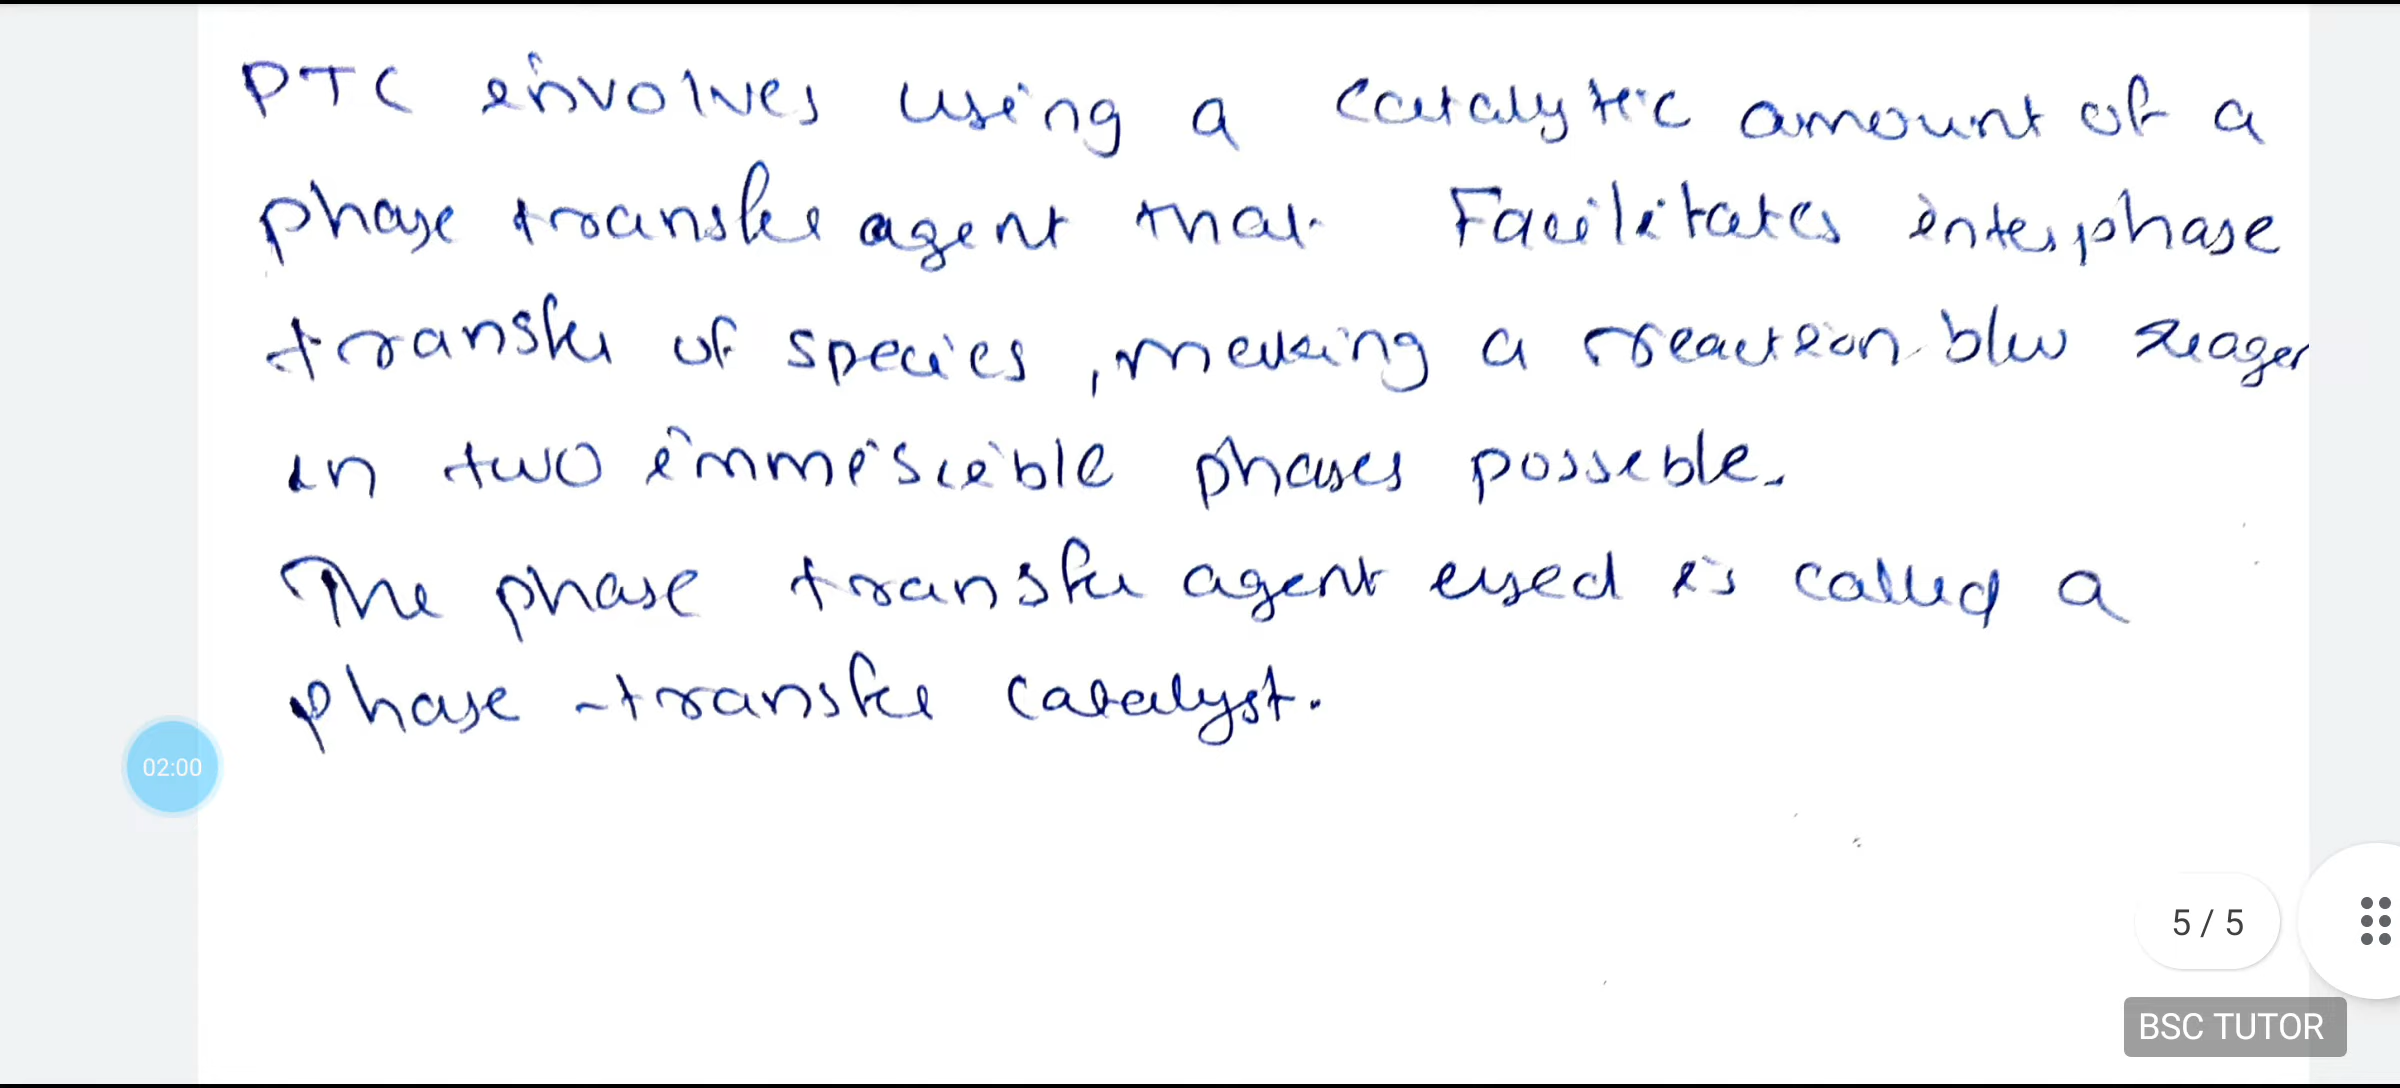 PTC involves using a catalytic amount of a
phase transfer agent that Facilitates interphase
transfer of species, making a reaction b/w reagen
in two immiscible phases possible.
The phase transfer agent used is called a
phase-transfer catalyst.
02:00
5 / 5
BSC TUTOR